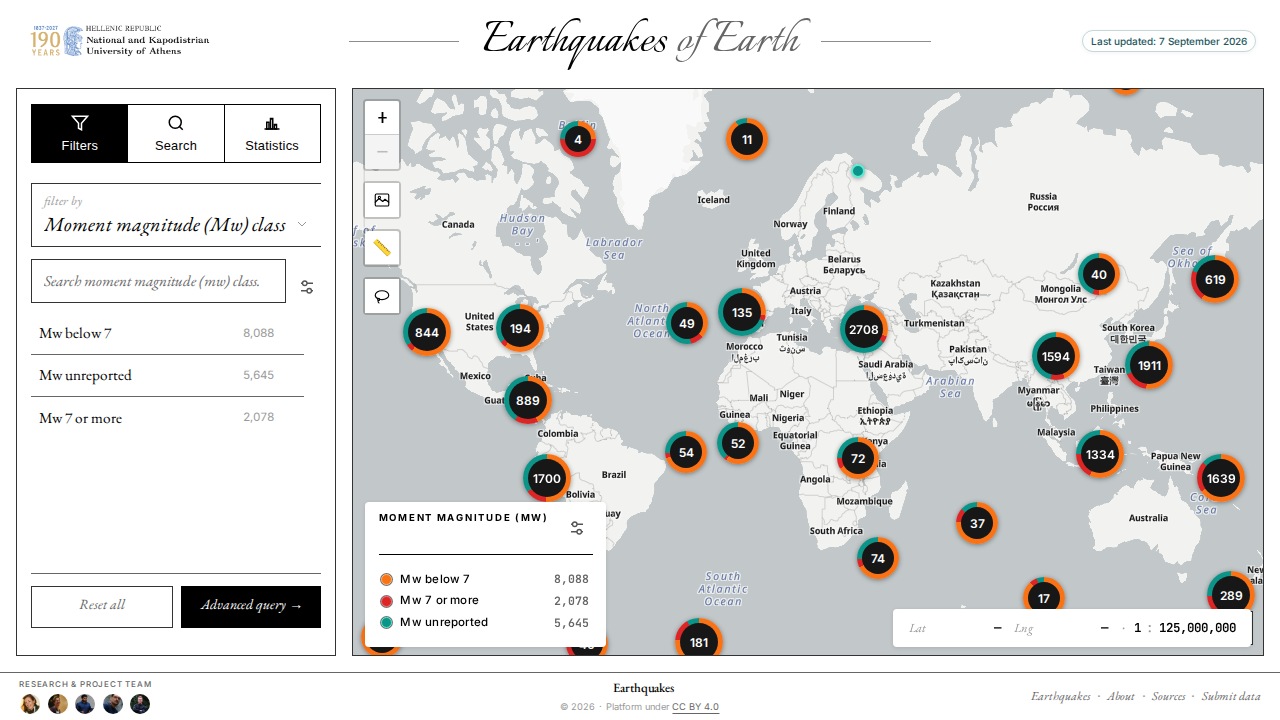 1837-2027
190
YEARS
HELLENIC REPUBLIC
National and Kapodistrian
University of Athens
Earthquakes of Earth
Last updated: 7 September 2026
Filters
Search
Statistics
filter by
Moment magnitude (Mw) class
Search moment magnitude (mw) class.
Mw below 7 8,088
Mw unreported 5,645
Mw 7 or more 2,078
Reset all
Advanced query →
+
−
4
11
Iceland
Canada
Hudson
Bay
Labrador
Sea
Norway
Finland
Russia
Россия
Sea of
United
Kingdom
Belarus
Беларусь
40
619
Austria
Kazakhstan
Қазақстан
Mongolia
Монгол Улс
United
States
844
194
North
49
135
Italy
2708
Turkmenistan
South Korea
대한민국
Tunisia
تونس
Morocco
المغرب
1594
1911
Pakistan
پاکستان
Saudi Arabia
السعودية
Taiwan
臺灣
Mexico
Arabian
Sea
Myanmar
889
Mali
Niger
Guinea
Nigeria
Ethiopia
ኢትዮጵያ
Philippines
Colombia
Equatorial
Guinea
Malaysia
54
52
72
1334
Papua New
Guinea
1700
Brazil
Bolivia
Angola
1639
Mozambique
Sea
Australia
37
South Africa
74
South
Atlantic
Ocean
17
289
181
MOMENT MAGNITUDE (MW)
Mw below 7 8,088
Mw 7 or more 2,078
Mw unreported 5,645
Lat – Lng – · 1 : 125,000,000
RESEARCH & PROJECT TEAM
Earthquakes
© 2026 · Platform under CC BY 4.0
Earthquakes · About · Sources · Submit data